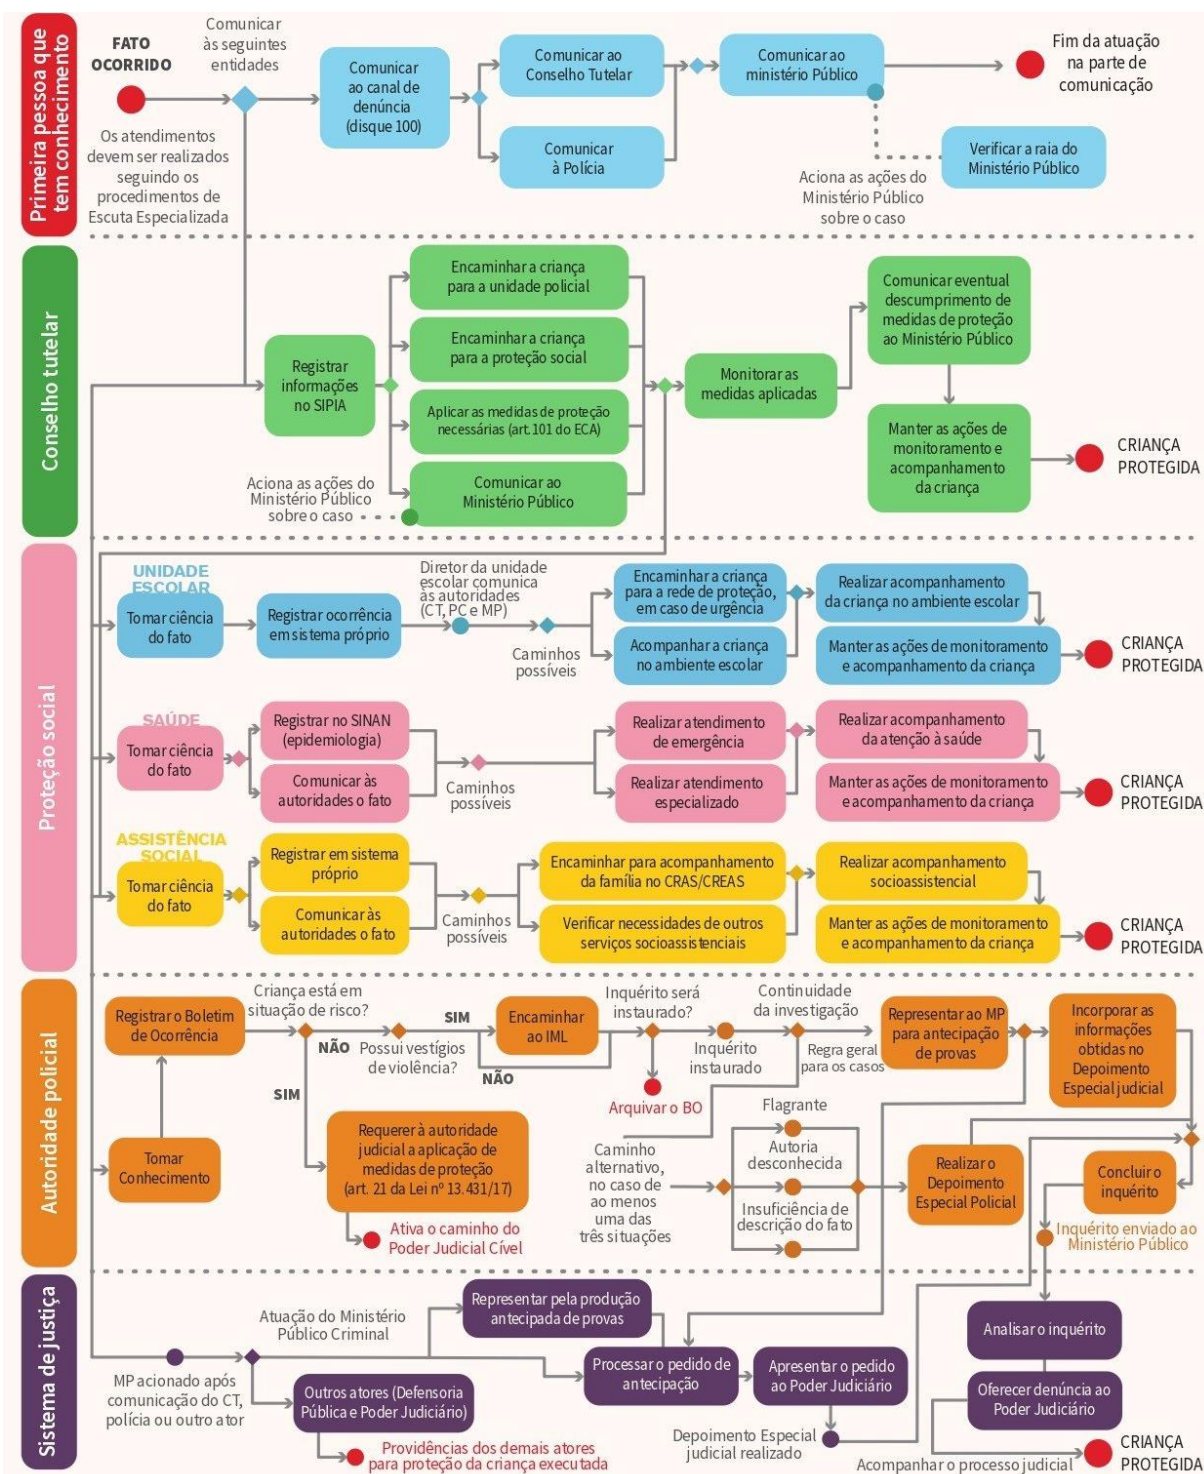 Primeira pessoa que
tem conhecimento
FATO
OCORRIDO
Comunicar
às seguintes
entidades
Os atendimentos
devem ser realizados
seguindo os
procedimentos de
Escuta Especializada
Comunicar
ao canal de
denúncia
(disque 100)
Comunicar ao
Conselho Tutelar
Comunicar
à Polícia
Comunicar ao
ministério Público
Fim da atuação
na parte de
comunicação
Aciona as ações do
Ministério Público
sobre o caso
Verificar a raia do
Ministério Público
Conselho tutelar
Registrar
informações
no SIPIA
Encaminhar a criança
para a unidade policial
Encaminhar a criança
para a proteção social
Aplicar as medidas de proteção
necessárias (art. 101 do ECA)
Comunicar ao
Ministério Público
Aciona as ações do
Ministério Público
sobre o caso
Monitorar as
medidas aplicadas
Comunicar eventual
descumprimento de
medidas de proteção
ao Ministério Público
Manter as ações de
monitoramento e
acompanhamento
da criança
CRIANÇA
PROTEGIDA
Proteção social
UNIDADE
ESCOLAR
Tomar ciência
do fato
Registrar ocorrência
em sistema próprio
Diretor da unidade
escolar comunica
às autoridades
(CT, PC e MP)
Caminhos
possíveis
Encaminhar a criança
para a rede de proteção,
em caso de urgência
Acompanhar a criança
no ambiente escolar
Realizar acompanhamento
da criança no ambiente escolar
Manter as ações de monitoramento
e acompanhamento da criança
CRIANÇA
PROTEGIDA
SAÚDE
Tomar ciência
do fato
Registrar no SINAN
(epidemiologia)
Comunicar às
autoridades o fato
Caminhos
possíveis
Realizar atendimento
de emergência
Realizar atendimento
especializado
Realizar acompanhamento
da atenção à saúde
Manter as ações de monitoramento
e acompanhamento da criança
CRIANÇA
PROTEGIDA
ASSISTÊNCIA
SOCIAL
Tomar ciência
do fato
Registrar em sistema
próprio
Comunicar às
autoridades o fato
Caminhos
possíveis
Encaminhar para acompanhamento
da família no CRAS/CREAS
Verificar necessidades de outros
serviços socioassistenciais
Realizar acompanhamento
socioassistencial
Manter as ações de monitoramento
e acompanhamento da criança
CRIANÇA
PROTEGIDA
Autoridade policial
Registrar o Boletim
de Ocorrência
Tomar
Conhecimento
Criança está em
situação de risco?
NÃO
SIM
Possui vestígios
de violência?
SIM
NÃO
Encaminhar
ao IML
Requerer à autoridade
judicial a aplicação de
medidas de proteção
(art. 21 da Lei nº 13.431/17)
Ativa o caminho do
Poder Judicial Cível
Inquérito será
instaurado?
Arquivar o BO
Inquérito
instaurado
Continuidade
da investigação
Regra geral
para os casos
Representar ao MP
para antecipação
de provas
Incorporar as
informações
obtidas no
Depoimento
Especial judicial
Caminho
alternativo,
no caso de
ao menos
uma das
três situações
Flagrante
Autoria
desconhecida
Insuficiência de
descrição do fato
Realizar o
Depoimento
Especial Policial
Concluir o
inquérito
Inquérito enviado ao
Ministério Público
Sistema de justiça
MP acionado após
comunicação do CT,
polícia ou outro ator
Atuação do Ministério
Público Criminal
Representar pela produção
antecipada de provas
Outros atores (Defensoria
Pública e Poder Judiciário)
Providências dos demais atores
para proteção da criança executada
Processar o pedido de
antecipação
Apresentar o pedido
ao Poder Judiciário
Depoimento Especial
judicial realizado
Analisar o inquérito
Oferecer denúncia ao
Poder Judiciário
Acompanhar o processo judicial
CRIANÇA
PROTEGIDA